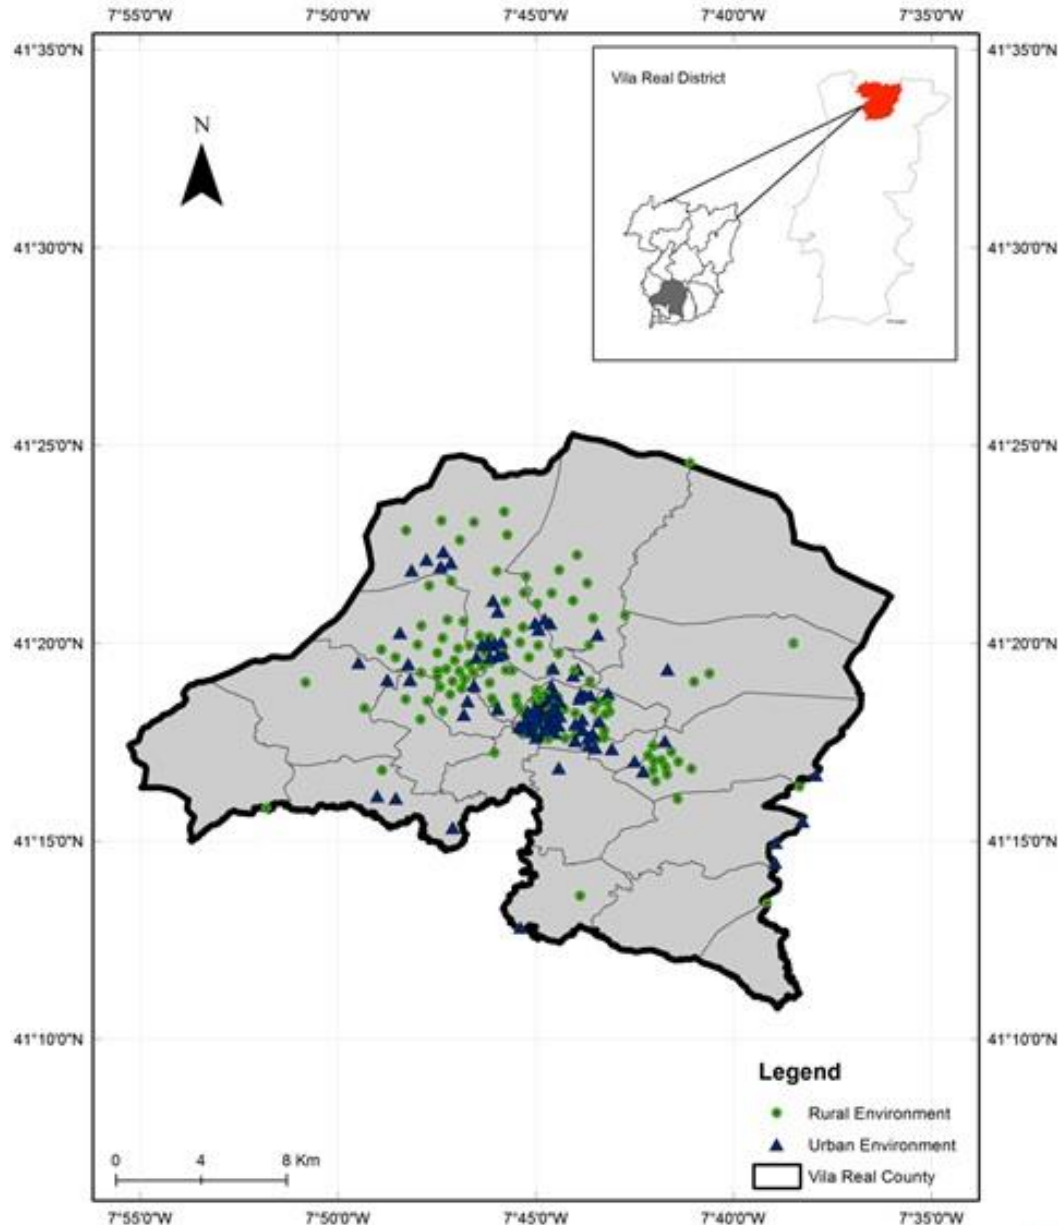 7°55'0"W 7°50'0"W 7°45'0"W 7°40'0"W 7°35'0"W
41°35'0"N 41°35'0"N
Vila Real District
N
41°30'0"N 41°30'0"N
41°25'0"N 41°25'0"N
41°20'0"N 41°20'0"N
41°15'0"N 41°15'0"N
41°10'0"N 41°10'0"N
Legend
Rural Environment
Urban Environment
Vila Real County
0 4 8 Km
7°55'0"W 7°50'0"W 7°45'0"W 7°40'0"W 7°35'0"W